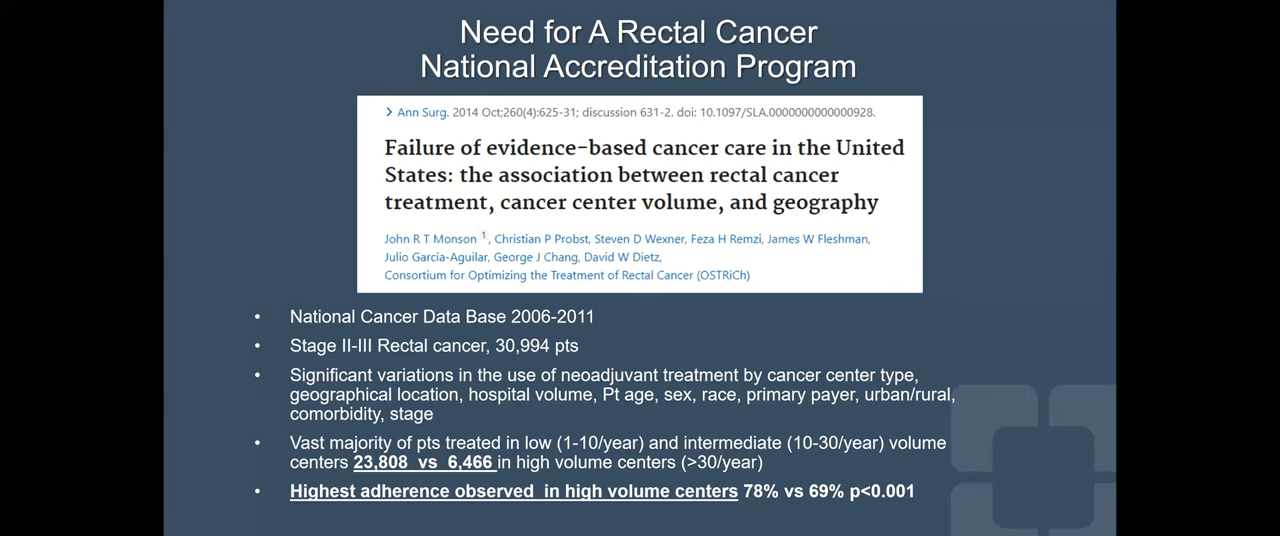 Need for A Rectal Cancer
National Accreditation Program
> Ann Surg. 2014 Oct;260(4):625-31; discussion 631-2. doi: 10.1097/SLA.0000000000000928.
Failure of evidence-based cancer care in the United
States: the association between rectal cancer
treatment, cancer center volume, and geography
John R T Monson 1, Christian P Probst, Steven D Wexner, Feza H Remzi, James W Fleshman,
Julio Garcia-Aguilar, George J Chang, David W Dietz,
Consortium for Optimizing the Treatment of Rectal Cancer (OSTRiCh)
• National Cancer Data Base 2006-2011
• Stage II-III Rectal cancer, 30,994 pts
• Significant variations in the use of neoadjuvant treatment by cancer center type,
geographical location, hospital volume, Pt age, sex, race, primary payer, urban/rural,
comorbidity, stage
• Vast majority of pts treated in low (1-10/year) and intermediate (10-30/year) volume
centers 23,808 vs 6,466 in high volume centers (>30/year)
• Highest adherence observed in high volume centers 78% vs 69% p<0.001